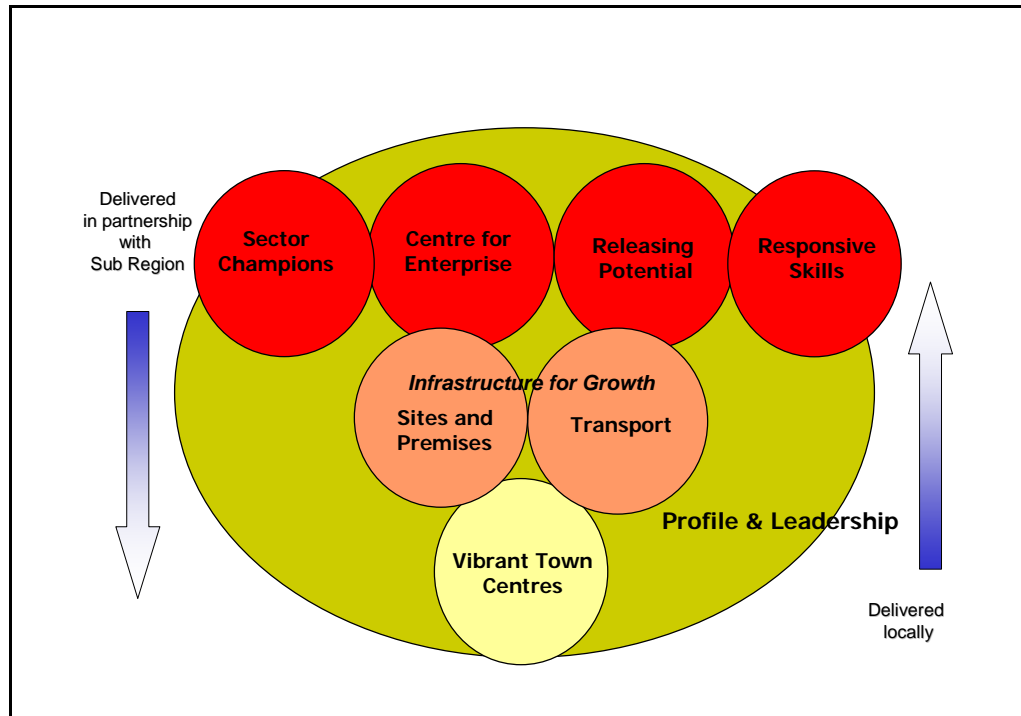 Delivered
in partnership
with
Sub Region
Sector
Champions
Centre for
Enterprise
Releasing
Potential
Responsive
Skills
Infrastructure for Growth
Sites and
Premises
Transport
Profile & Leadership
Vibrant Town
Centres
Delivered
locally